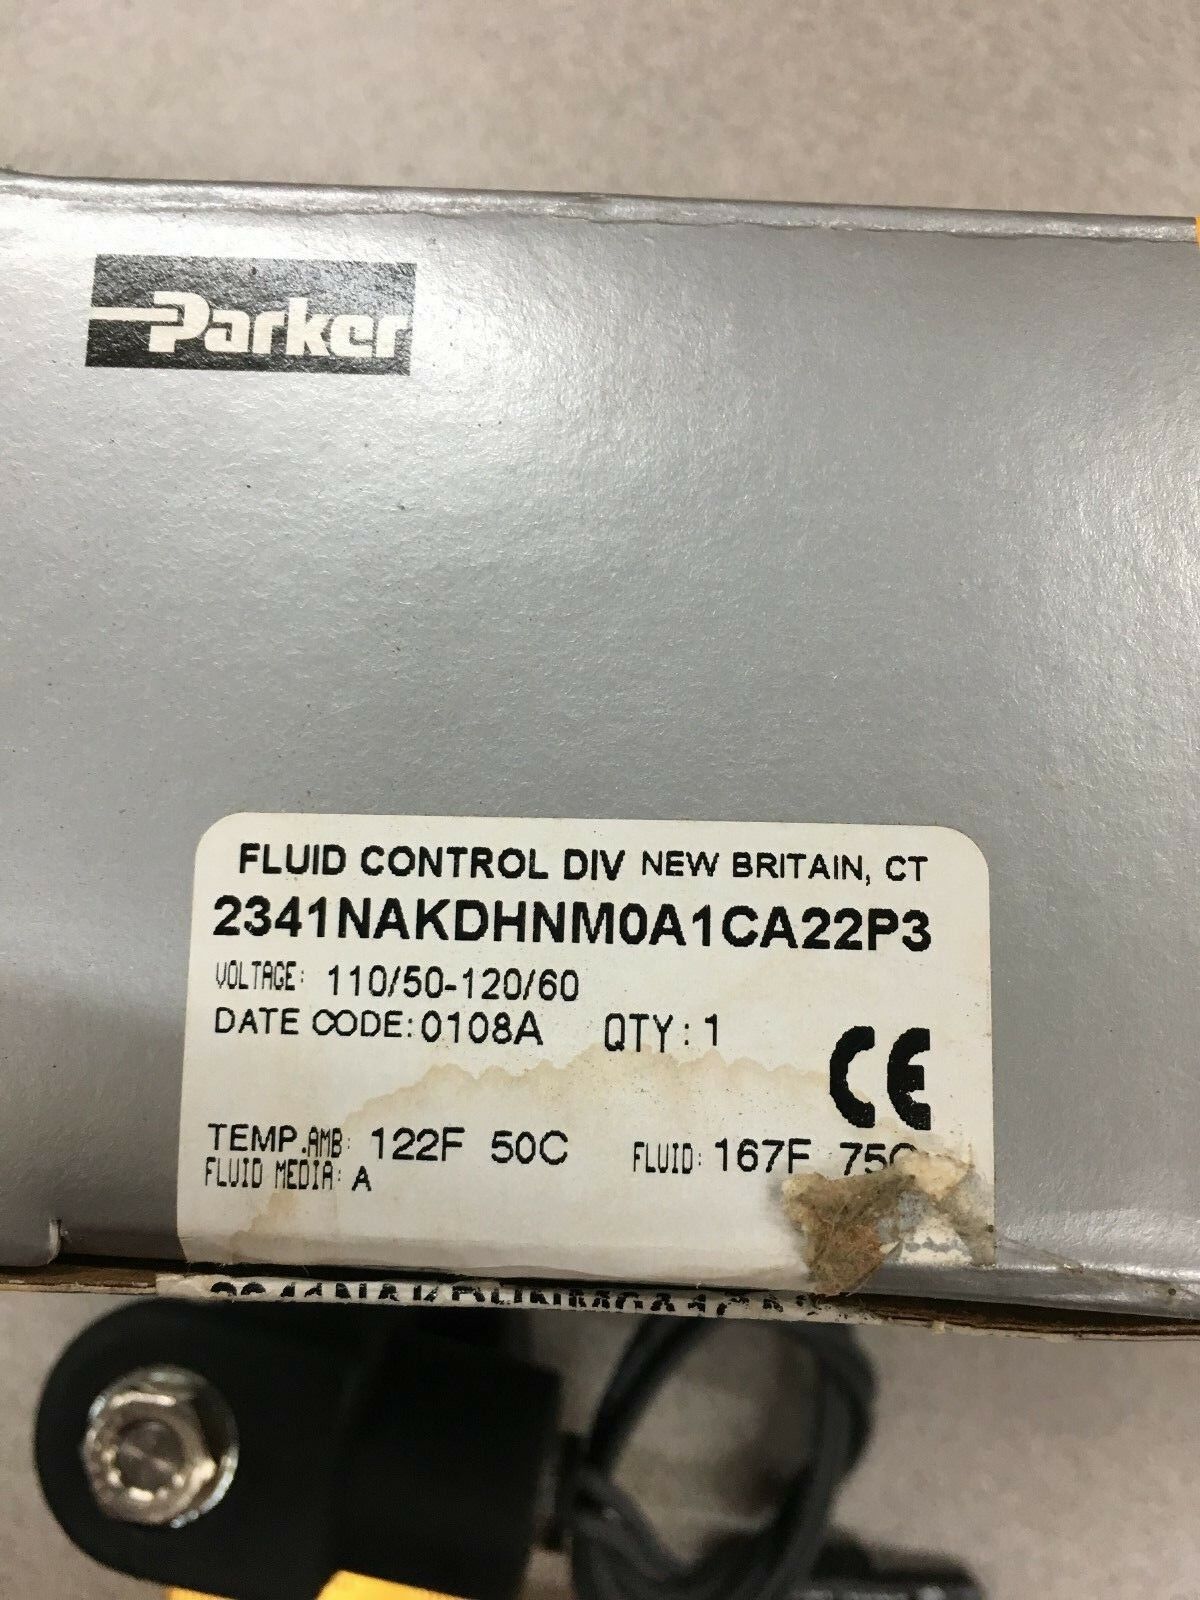 Parker
FLUID CONTROL DIV NEW BRITAIN, CT
2341NAKDHNM0A1CA22P3
VOLTAGE: 110/50-120/60
DATE CODE: 0108A QTY: 1
CE
TEMP.AMB: 122F 50C FLUID: 167F 75C
FLUID MEDIA: A